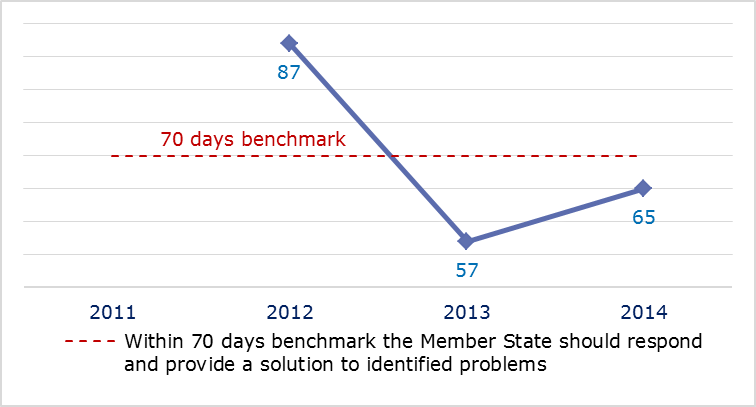 87
70 days benchmark
65
57
2011 2012 2013 2014
Within 70 days benchmark the Member State should respond
and provide a solution to identified problems